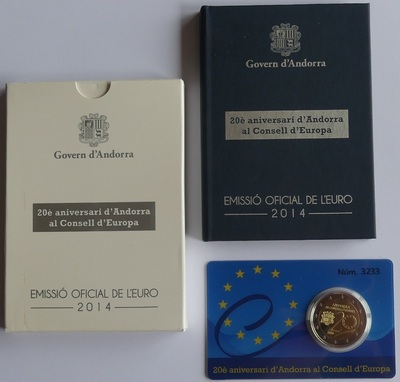 Govern d'Andorra
20è aniversari d'Andorra
al Consell d'Europa
EMISSIÓ OFICIAL DE L'EURO
2014
Govern d'Andorra
20è aniversari d'Andorra
al Consell d'Europa
EMISSIÓ OFICIAL DE L'EURO
2014
Núm. 3233
20
20è aniversari d'Andorra al Consell d'Europa